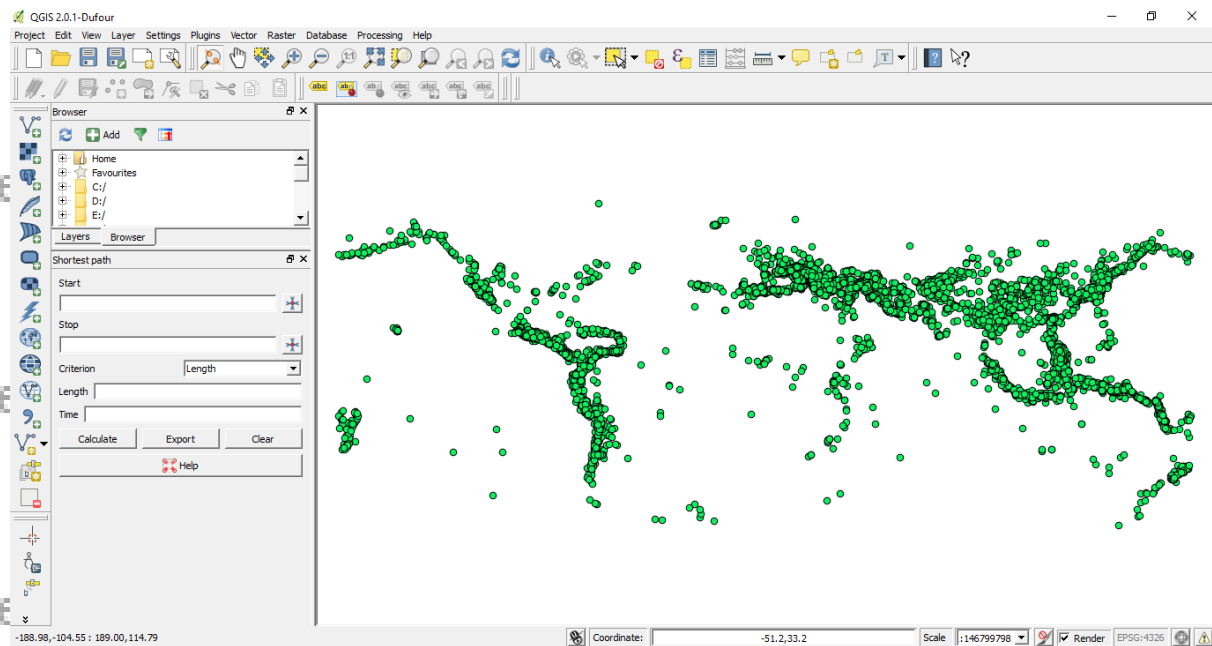 QGIS 2.0.1-Dufour
Project Edit View Layer Settings Plugins Vector Raster Database Processing Help
abc
Browser
Add
Home
Favourites
C:/
D:/
E:/
Layers Browser
Shortest path
Start
Stop
Criterion Length
Length
Time
Calculate Export Clear
Help
-188.98,-104.55 : 189.00,114.79 Coordinate: -51.2,33.2 Scale :146799798 Render EPSG:4326